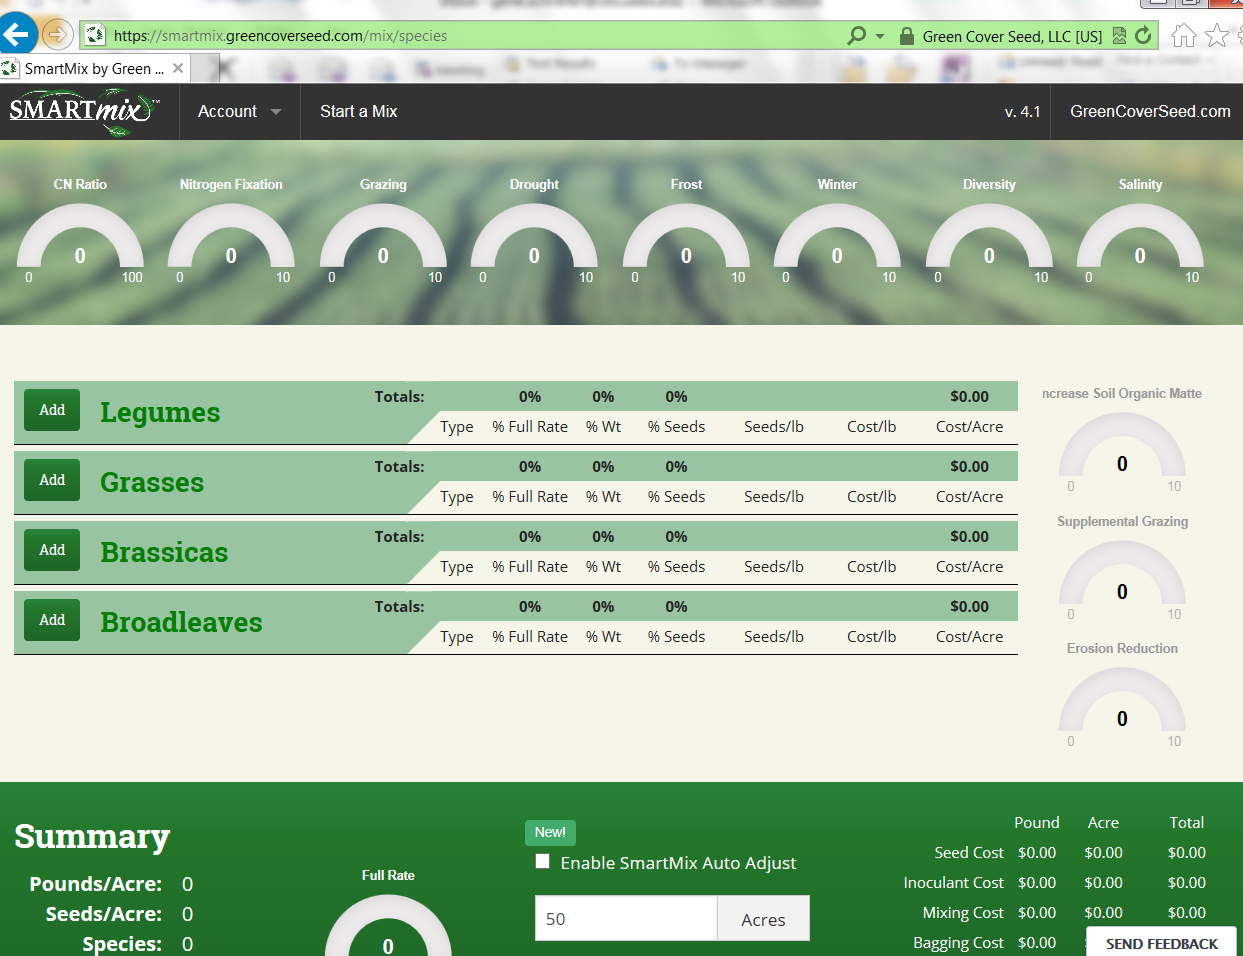 https://smartmix.greencoverseed.com/mix/species
Green Cover Seed, LLC [US]
SmartMix by Green ...
SMARTmix™
Account
Start a Mix
v. 4.1
GreenCoverSeed.com
CN Ratio Nitrogen Fixation Grazing Drought Frost Winter Diversity Salinity
0 0 0 0 0 0 0 0
0 100 0 10 0 10 0 10 0 10 0 10 0 10 0 10
Add Legumes Totals: 0% 0% 0% $0.00
Type % Full Rate % Wt % Seeds Seeds/lb Cost/lb Cost/Acre
Add Grasses Totals: 0% 0% 0% $0.00
Type % Full Rate % Wt % Seeds Seeds/lb Cost/lb Cost/Acre
Add Brassicas Totals: 0% 0% 0% $0.00
Type % Full Rate % Wt % Seeds Seeds/lb Cost/lb Cost/Acre
Add Broadleaves Totals: 0% 0% 0% $0.00
Type % Full Rate % Wt % Seeds Seeds/lb Cost/lb Cost/Acre
ncrease Soil Organic Matte
0
0 10
Supplemental Grazing
0
0 10
Erosion Reduction
0
0 10
Summary
Pounds/Acre: 0
Seeds/Acre: 0
Species: 0
Full Rate
0
New!
Enable SmartMix Auto Adjust
50 Acres
Pound Acre Total
Seed Cost $0.00 $0.00 $0.00
Inoculant Cost $0.00 $0.00 $0.00
Mixing Cost $0.00 $0.00 $0.00
Bagging Cost $0.00
SEND FEEDBACK